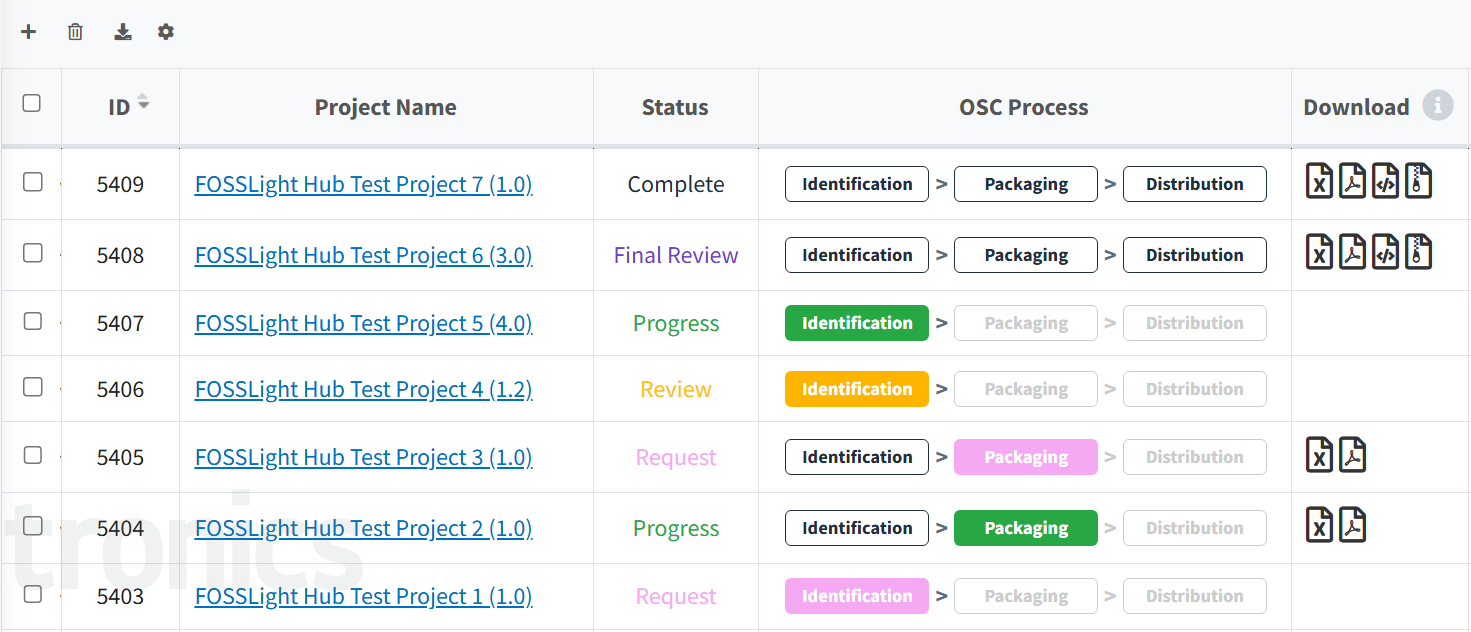 ID Project Name Status OSC Process Download
5409 FOSSLight Hub Test Project 7 (1.0) Complete Identification > Packaging > Distribution
5408 FOSSLight Hub Test Project 6 (3.0) Final Review Identification > Packaging > Distribution
5407 FOSSLight Hub Test Project 5 (4.0) Progress Identification > Packaging > Distribution
5406 FOSSLight Hub Test Project 4 (1.2) Review Identification > Packaging > Distribution
5405 FOSSLight Hub Test Project 3 (1.0) Request Identification > Packaging > Distribution
5404 FOSSLight Hub Test Project 2 (1.0) Progress Identification > Packaging > Distribution
tronics
5403 FOSSLight Hub Test Project 1 (1.0) Request Identification > Packaging > Distribution